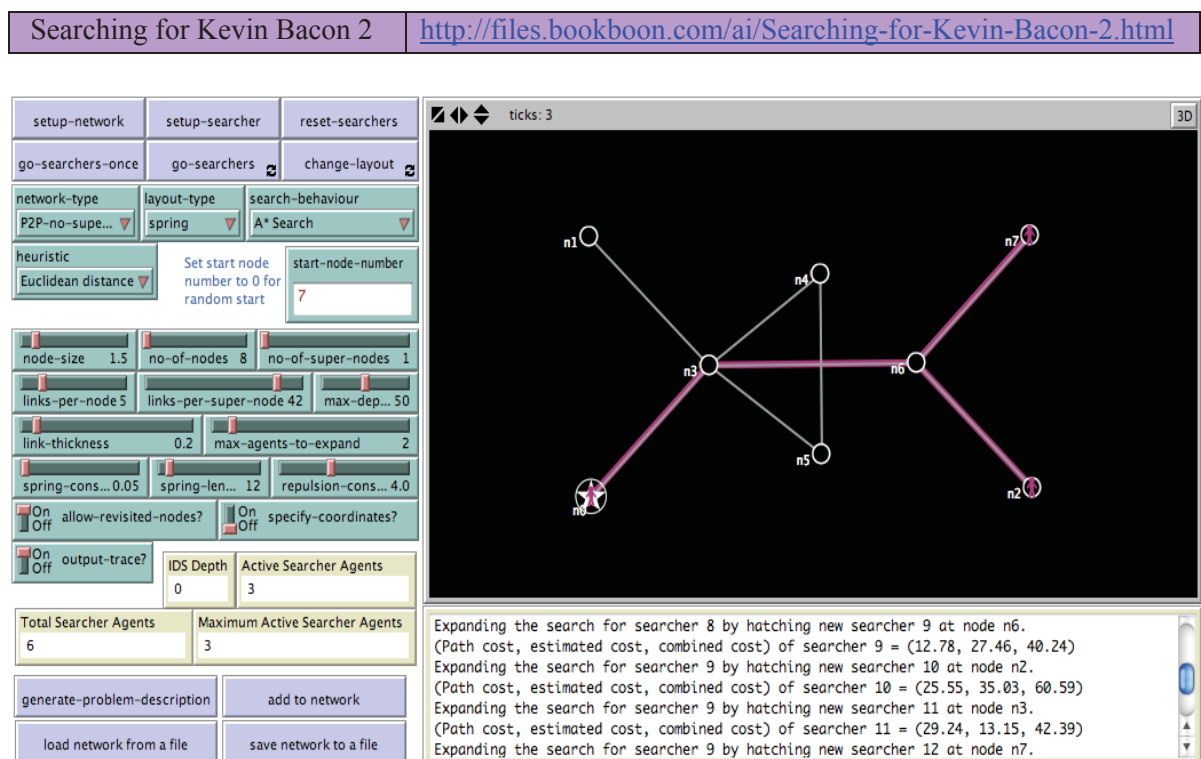 Searching for Kevin Bacon 2 http://files.bookboon.com/ai/Searching-for-Kevin-Bacon-2.html
setup-network setup-searcher reset-searchers
go-searchers-once go-searchers change-layout
network-type layout-type search-behaviour
P2P-no-supe... spring A* Search
heuristic
Euclidean distance
Set start node
number to 0 for
random start
start-node-number
7
node-size 1.5 no-of-nodes 8 no-of-super-nodes 1
links-per-node 5 links-per-super-node 42 max-dep... 50
link-thickness 0.2 max-agents-to-expand 2
spring-cons... 0.05 spring-len... 12 repulsion-cons... 4.0
On
Off
allow-revisited-nodes?
On
Off
specify-coordinates?
On
Off
output-trace?
IDS Depth
0
Active Searcher Agents
3
Total Searcher Agents
6
Maximum Active Searcher Agents
3
generate-problem-description add to network
load network from a file save network to a file
ticks: 3 3D
n1
n7
n4
n3
n6
n5
n2
n0
Expanding the search for searcher 8 by hatching new searcher 9 at node n6.
(Path cost, estimated cost, combined cost) of searcher 9 = (12.78, 27.46, 40.24)
Expanding the search for searcher 9 by hatching new searcher 10 at node n2.
(Path cost, estimated cost, combined cost) of searcher 10 = (25.55, 35.03, 60.59)
Expanding the search for searcher 9 by hatching new searcher 11 at node n3.
(Path cost, estimated cost, combined cost) of searcher 11 = (29.24, 13.15, 42.39)
Expanding the search for searcher 9 by hatching new searcher 12 at node n7.